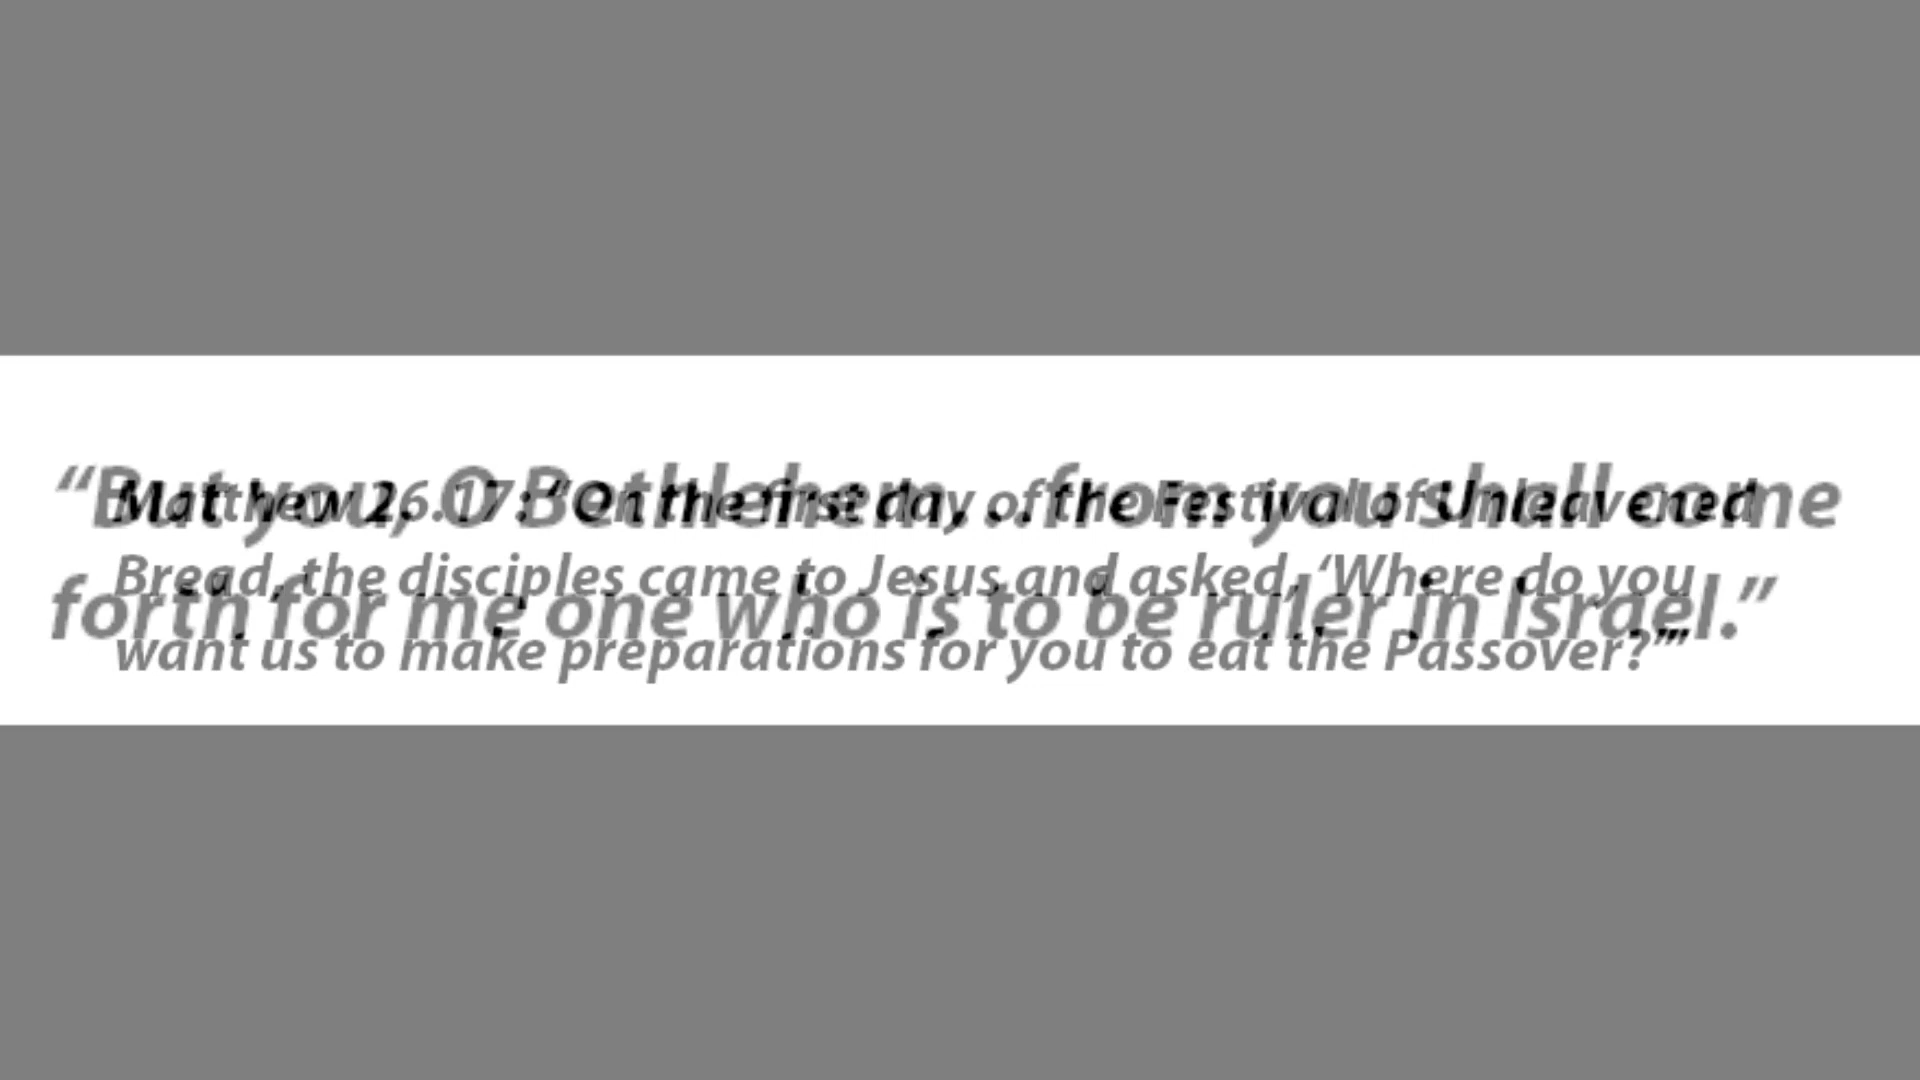 “But you, O Bethlehem . . . from you shall come
forth for me one who is to be ruler in Israel.”
Matthew 26.17: “On the first day of the Festival of Unleavened
Bread, the disciples came to Jesus and asked, ‘Where do you
want us to make preparations for you to eat the Passover?’”